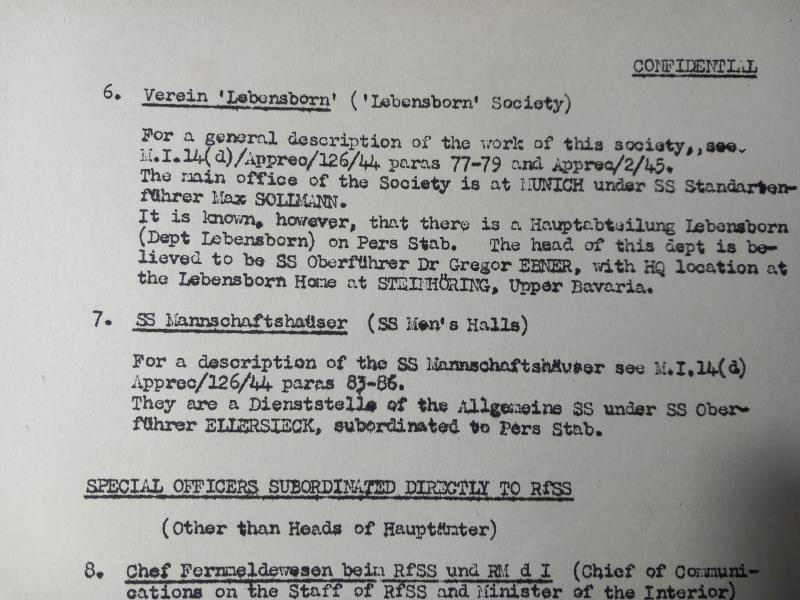 CONFIDENTIAL
6. Verein 'Lebensborn' ('Lebensborn' Society)
For a general description of the work of this society,, see
M.I.14(d)/Apprec/126/44 paras 77-79 and Apprec/2/45.
The main office of the Society is at MUNICH under SS Standarten-
führer Max SOLLMANN.
It is known, however, that there is a Hauptabteilung Lebensborn
(Dept Lebensborn) on Pers Stab. The head of this dept is be-
lieved to be SS Oberführer Dr Gregor EBNER, with HQ location at
the Lebensborn Home at STEINHÖRING, Upper Bavaria.
7. SS Mannschaftshaüser (SS Men's Halls)
For a description of the SS Mannschaftshäuser see M.I.14(d)
Apprec/126/44 paras 83-86.
They are a Dienststelle of the Allgemeine SS under SS Ober-
führer ELLERSIECK, subordinated to Pers Stab.
SPECIAL OFFICERS SUBORDINATED DIRECTLY TO RfSS
(Other than Heads of Hauptämter)
8. Chef Fernmeldewesen beim RfSS und RM d I (Chief of Communi-
cations on the Staff of RfSS and Minister of the Interior)